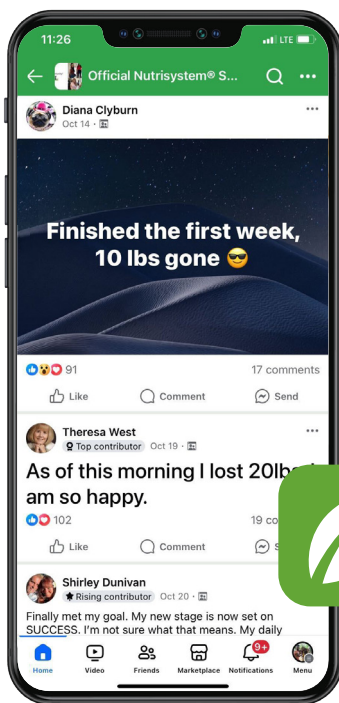 11:26
LTE
Official Nutrisystem® S...
Diana Clyburn
Oct 14 ·
Finished the first week,
10 lbs gone 😎
91
17 comments
Like
Comment
Send
Theresa West
Top contributor Oct 19 ·
As of this morning I lost
am so happy.
102
19
Like
Comment
Shirley Dunivan
Rising contributor Oct 20 ·
Finally met my goal. My new stage is now set on
SUCCESS. I'm not sure what that means. My daily
9+
Home
Video
Friends
Marketplace
Notifications
Menu